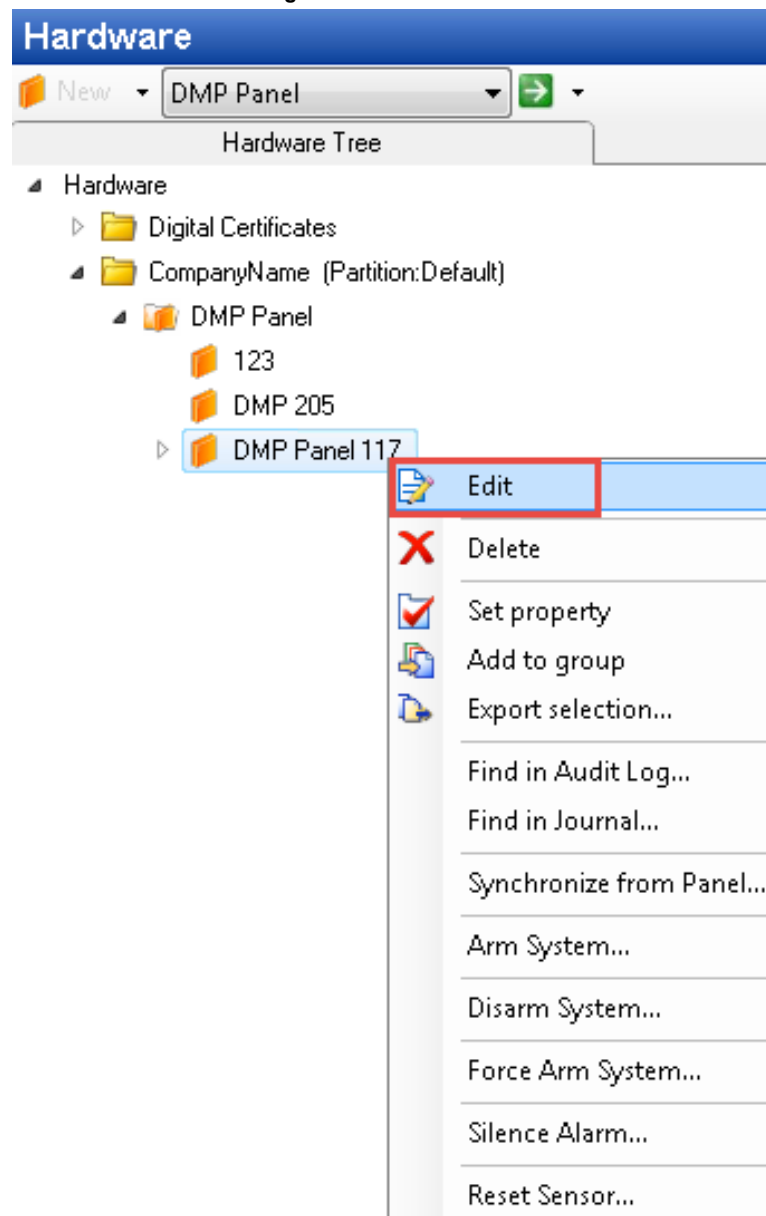 Hardware
New DMP Panel
Hardware Tree
Hardware
Digital Certificates
CompanyName (Partition:Default)
DMP Panel
123
DMP 205
DMP Panel 117
Edit
Delete
Set property
Add to group
Export selection...
Find in Audit Log...
Find in Journal...
Synchronize from Panel...
Arm System...
Disarm System...
Force Arm System...
Silence Alarm...
Reset Sensor...